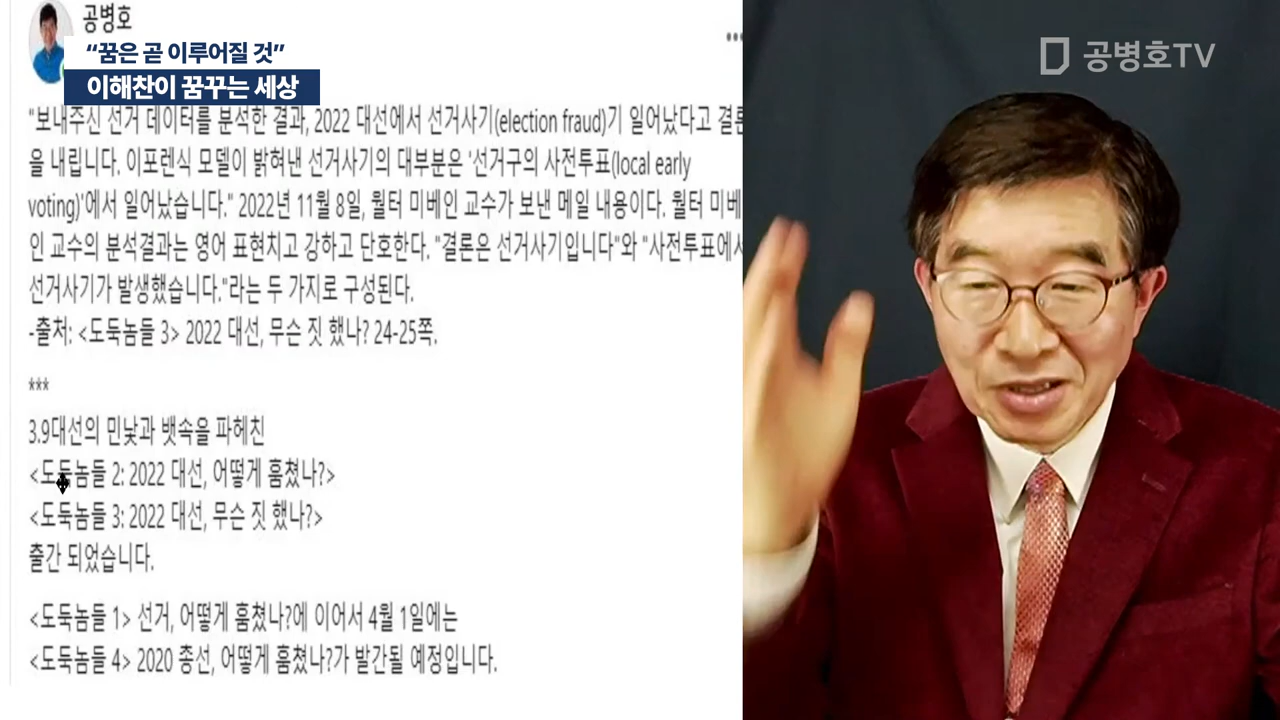 공병호
“꿈은 곧 이루어질 것”
이해찬이 꿈꾸는 세상
공병호TV
"보내주신 선거 데이터를 분석한 결과, 2022 대선에서 선거사기(election fraud)기 일어났다고 결론
을 내립니다. 이포렌식 모델이 밝혀낸 선거사기의 대부분은 '선거구의 사전투표(local early
voting)'에서 일어났습니다." 2022년 11월 8일, 월터 미베인 교수가 보낸 메일 내용이다. 월터 미베
인 교수의 분석결과는 영어 표현치고 강하고 단호한다. "결론은 선거사기입니다"와 "사전투표에서
선거사기가 발생했습니다."라는 두 가지로 구성된다.
-출처: <도둑놈들 3> 2022 대선, 무슨 짓 했나? 24-25쪽.
***
3.9대선의 민낯과 뱃속을 파헤친
<도둑놈들 2: 2022 대선, 어떻게 훔쳤나?>
<도둑놈들 3: 2022 대선, 무슨 짓 했나?>
출간 되었습니다.
<도둑놈들 1> 선거, 어떻게 훔쳤나?에 이어서 4월 1일에는
<도둑놈들 4> 2020 총선, 어떻게 훔쳤나?가 발간될 예정입니다.